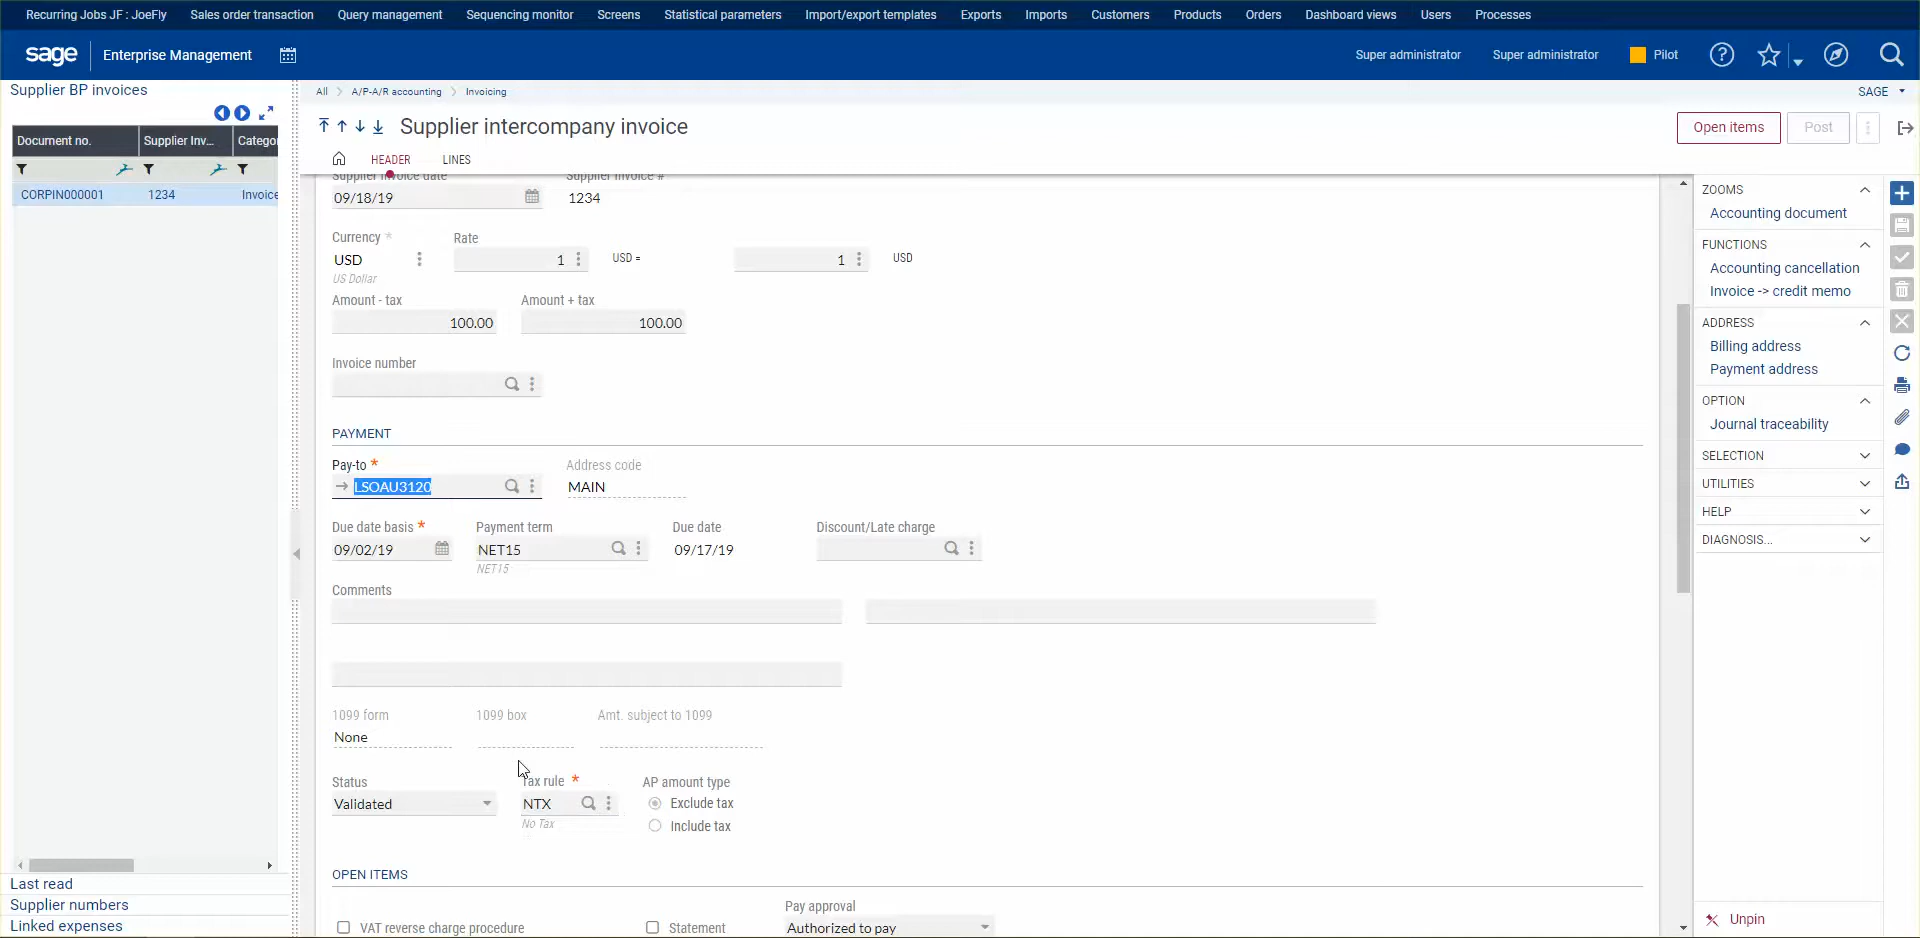 Recurring Jobs JF : JoeFly Sales order transaction Query management Sequencing monitor Screens Statistical parameters Import/export templates Exports Imports Customers Products Orders Dashboard views Users Processes
sage Enterprise Management Super administrator Super administrator Pilot
Supplier BP invoices
All A/P-A/R accounting Invoicing SAGE
Supplier intercompany invoice Open items Post
HEADER LINES
Document no. Supplier Inv... Catego
CORPIN000001 1234 Invoice
Last read
Supplier numbers
Linked expenses
Supplier invoice date Supplier invoice #
09/18/19 1234
Currency * Rate
USD 1 USD = 1 USD
US Dollar
Amount - tax Amount + tax
100.00 100.00
Invoice number
PAYMENT
Pay-to * Address code
LSOAU3120 MAIN
Due date basis * Payment term Due date Discount/Late charge
09/02/19 NET15 09/17/19
NET15
Comments
1099 form 1099 box Amt. subject to 1099
None
Status Tax rule * AP amount type
Validated NTX Exclude tax
No Tax Include tax
OPEN ITEMS
Pay approval
VAT reverse charge procedure Statement Authorized to pay
ZOOMS
Accounting document
FUNCTIONS
Accounting cancellation
Invoice -> credit memo
ADDRESS
Billing address
Payment address
OPTION
Journal traceability
SELECTION
UTILITIES
HELP
DIAGNOSIS...
Unpin